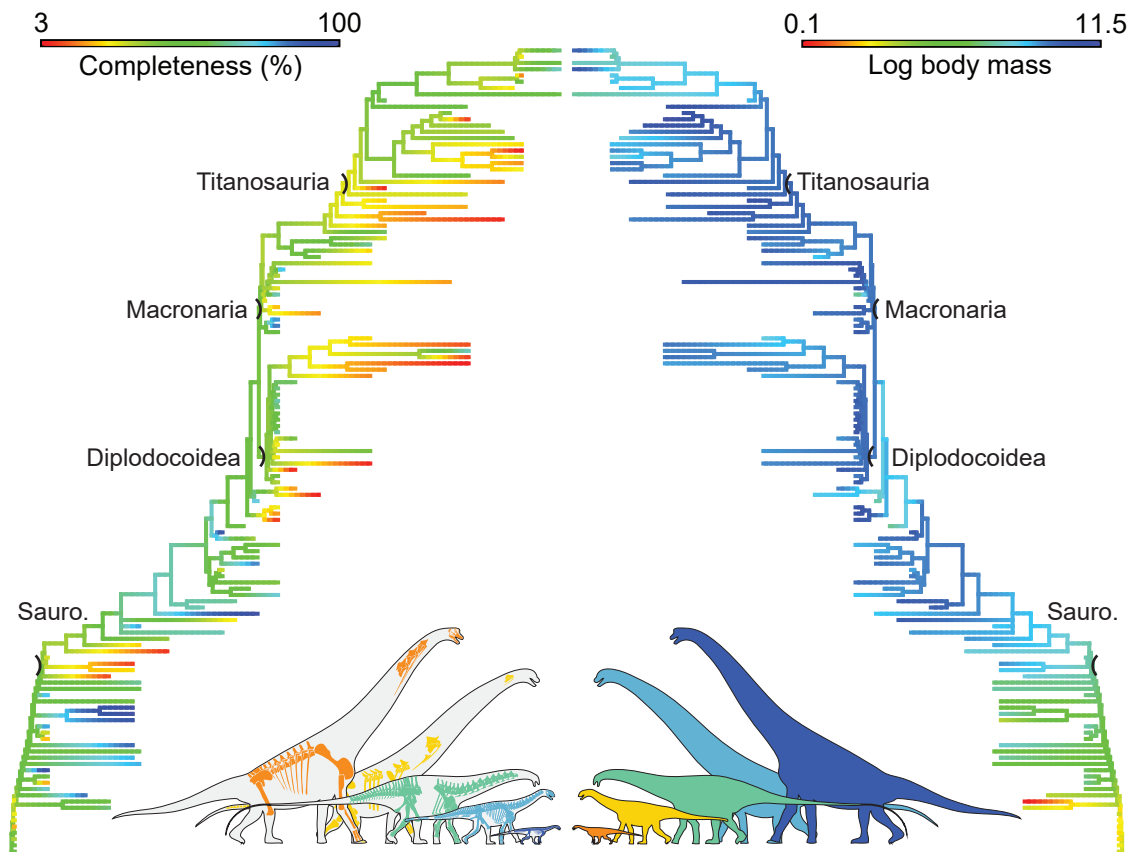 3 100
Completeness (%)
0.1 11.5
Log body mass
Titanosauria
Titanosauria
Macronaria
Macronaria
Diplodocoidea
Diplodocoidea
Sauro.
Sauro.